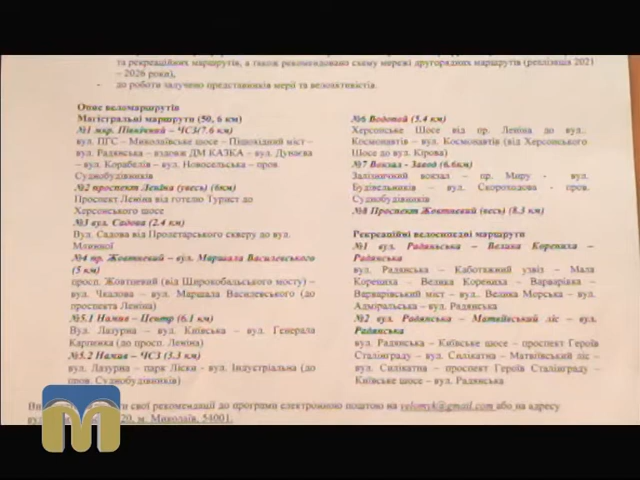 та рекреаційних маршрутів, а також рекомендовано схему мережі другорядних маршрутів (реалізація 2021
– 2026 роки),
- до роботи залучено представників мерії та велоактивістів.
Опис веломаршрутів
Магістральні маршрути (50, 6 км)
№1 мкр. Південний – ЧСЗ(7.6 км)
вул. ПГС – Миколаївське шосе – Пішохідний міст –
вул. Радянська – вздовж ДМ КАЗКА – вул. Дунаєва
– вул. Корабелів – вул. Новосельська – пров.
Суднобудівників
№2 проспект Леніна (увесь) (6км)
Проспект Леніна від готелю Турист до
Херсонського шосе
№3 вул. Садова (2.4 км)
Вул. Садова від Пролетарського скверу до вул.
Млинної
№4 пр. Жовтневий – вул. Маршала Василевського
(5 км)
просп. Жовтневий (від Широкобальського мосту) –
вул. Чкалова – вул. Маршала Василевського (до
проспекта Леніна)
№5.1 Намив – Центр (6.1 км)
Вул. Лазурна – вул. Київська – вул. Генерала
Карпенка (до просп. Леніна)
№5.2 Намив – ЧСЗ (3.3 км)
вул. Лазурна – парк Ліски - вул. Індустріальна (до
пров. Суднобудівників)
№6 Водопій (5.4 км)
Херсонське Шосе від пр. Леніна до вул.
Космонавтів – вул. Космонавтів (від Херсонського
Шосе до вул. Кірова)
№7 Вокзал - Завод (6.6км)
Залізничний вокзал – пр. Миру - вул.
Будівельників – вул. Скороходова - пров.
Суднобудівників
№8 Проспект Жовтневий (весь) (8.3 км)
Рекреаційні велосипедні маршрути
№1 вул. Радянська – Велика Корениха –
Радянська
вул. Радянська – Каботажний узвіз – Мала
Корениха – Велика Корениха – Варварівка –
Варварівський міст – вул. Велика Морська – вул.
Адміральська – вул. Радянська
№2 вул. Радянська – Матвіївський ліс – вул.
Радянська
вул. Радянська – Київське шосе – проспект Героїв
Сталінграду – вул. Силікатна – Матвіївський ліс –
вул. Силікатна – проспект Героїв Сталінграду –
Київське шосе – вул. Радянська
свої рекомендації до програми електронною поштою на velomyk@gmail.com або на адресу
20, м. Миколаїв, 54001.